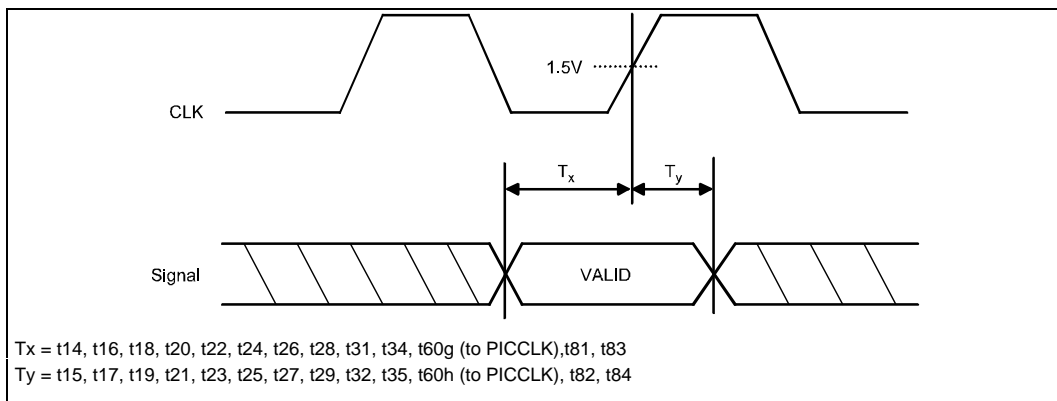 1.5V
CLK
Tx
Ty
Signal
VALID
Tx = t14, t16, t18, t20, t22, t24, t26, t28, t31, t34, t60g (to PICCLK),t81, t83
Ty = t15, t17, t19, t21, t23, t25, t27, t29, t32, t35, t60h (to PICCLK), t82, t84